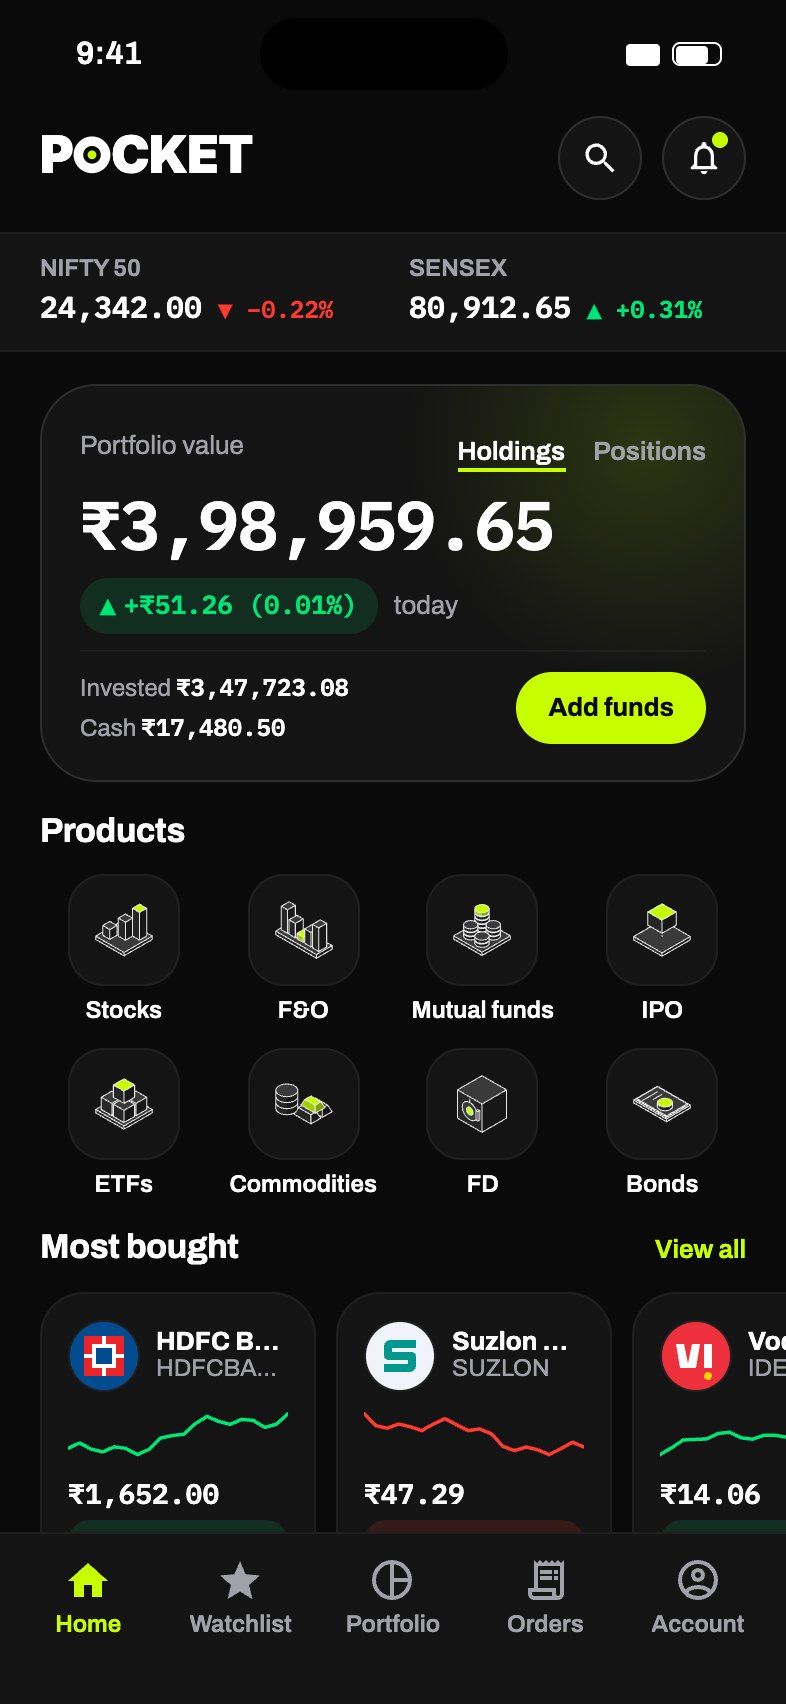 9:41
POCKET
NIFTY 50
24,342.00 ▼ −0.22%
SENSEX
80,912.65 ▲ +0.31%
Portfolio value
Holdings Positions
₹3,98,959.65
▲ +₹51.26 (0.01%) today
Invested ₹3,47,723.08
Cash ₹17,480.50
Add funds
Products
Stocks F&O Mutual funds IPO
ETFs Commodities FD Bonds
Most bought View all
HDFC B...
HDFCBA...
₹1,652.00
Suzlon ...
SUZLON
₹47.29
VI
Vod
IDE
₹14.06
Home Watchlist Portfolio Orders Account